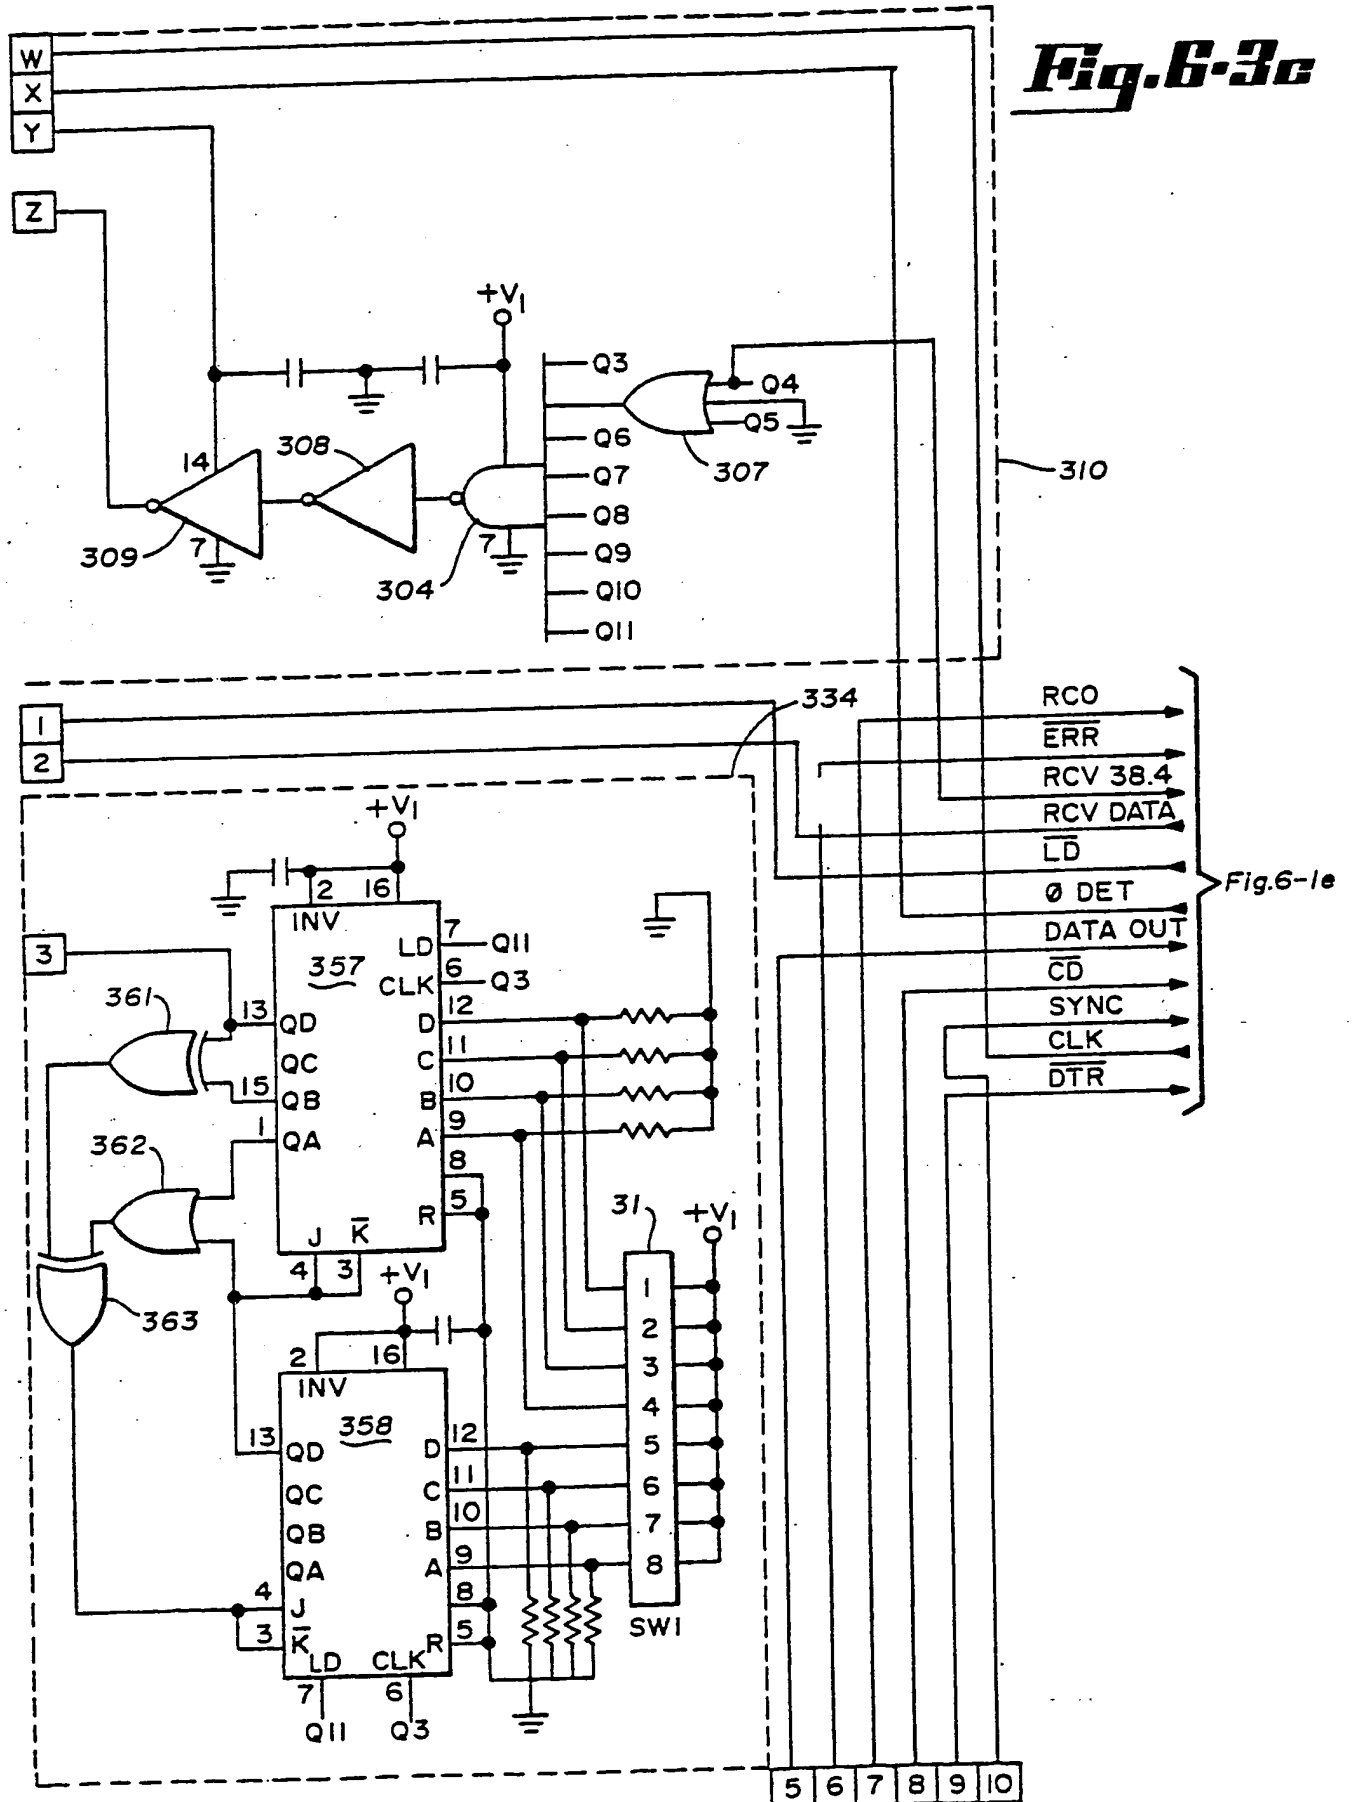 Fig. 6-3c
W
X
Y
Z
+V1
Q3
Q4
Q5
Q6
Q7
Q8
Q9
Q10
Q11
307
310
14
308
309
7
304
7
1
2
334
RCO
ERR
RCV 38.4
RCV DATA
LD
Ø DET
DATA OUT
CD
SYNC
CLK
DTR
Fig.6-1e
+V1
2
16
INV
357
7
LD
Q11
6
CLK
Q3
3
361
13
QD
12
D
QC
11
C
15
QB
10
B
1
QA
9
A
362
8
5
R
J
K
4
3
363
31
+V1
1
2
3
4
5
6
7
8
SW1
+V1
2
16
INV
358
13
QD
12
D
QC
11
C
QB
10
B
QA
9
A
4
J
8
3
K
5
R
LD
CLK
7
6
Q11
Q3
5
6
7
8
9
10